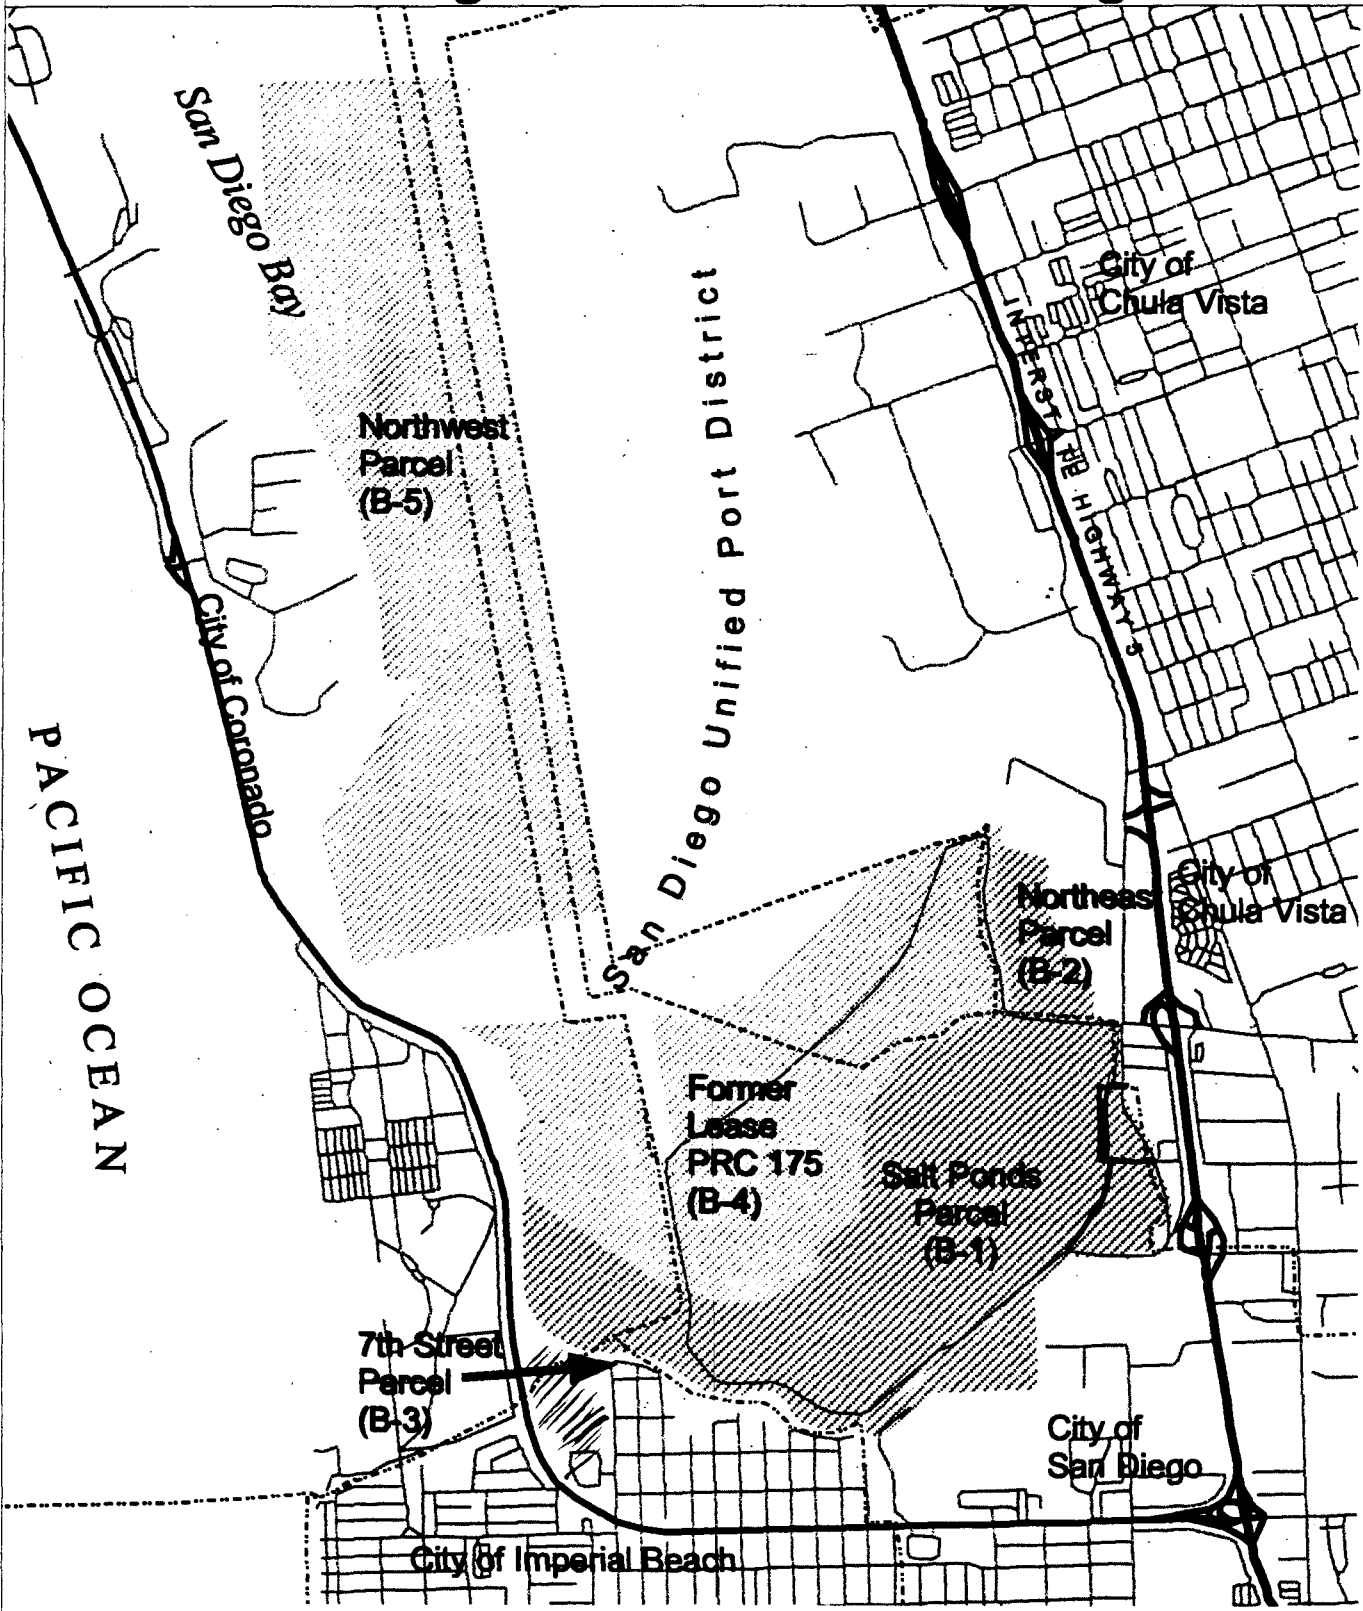 San Diego Bay
City of
Chula Vista
INTERSTATE HIGHWAY 5
San Diego Unified Port District
Northwest
Parcel
(B-5)
City of Coronado
PACIFIC OCEAN
City of
Chula Vista
Northeast
Parcel
(B-2)
Former
Lease
PRC 175
(B-4)
Salt Ponds
Parcel
(B-1)
7th Street
Parcel
(B-3)
City of
San Diego
City of Imperial Beach